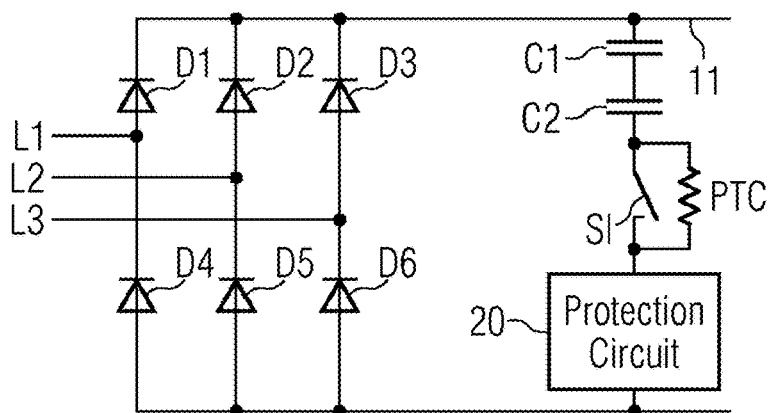 D1
D2
D3
C1
11
L1
C2
L2
L3
SI
PTC
D4
D5
D6
20
Protection
Circuit